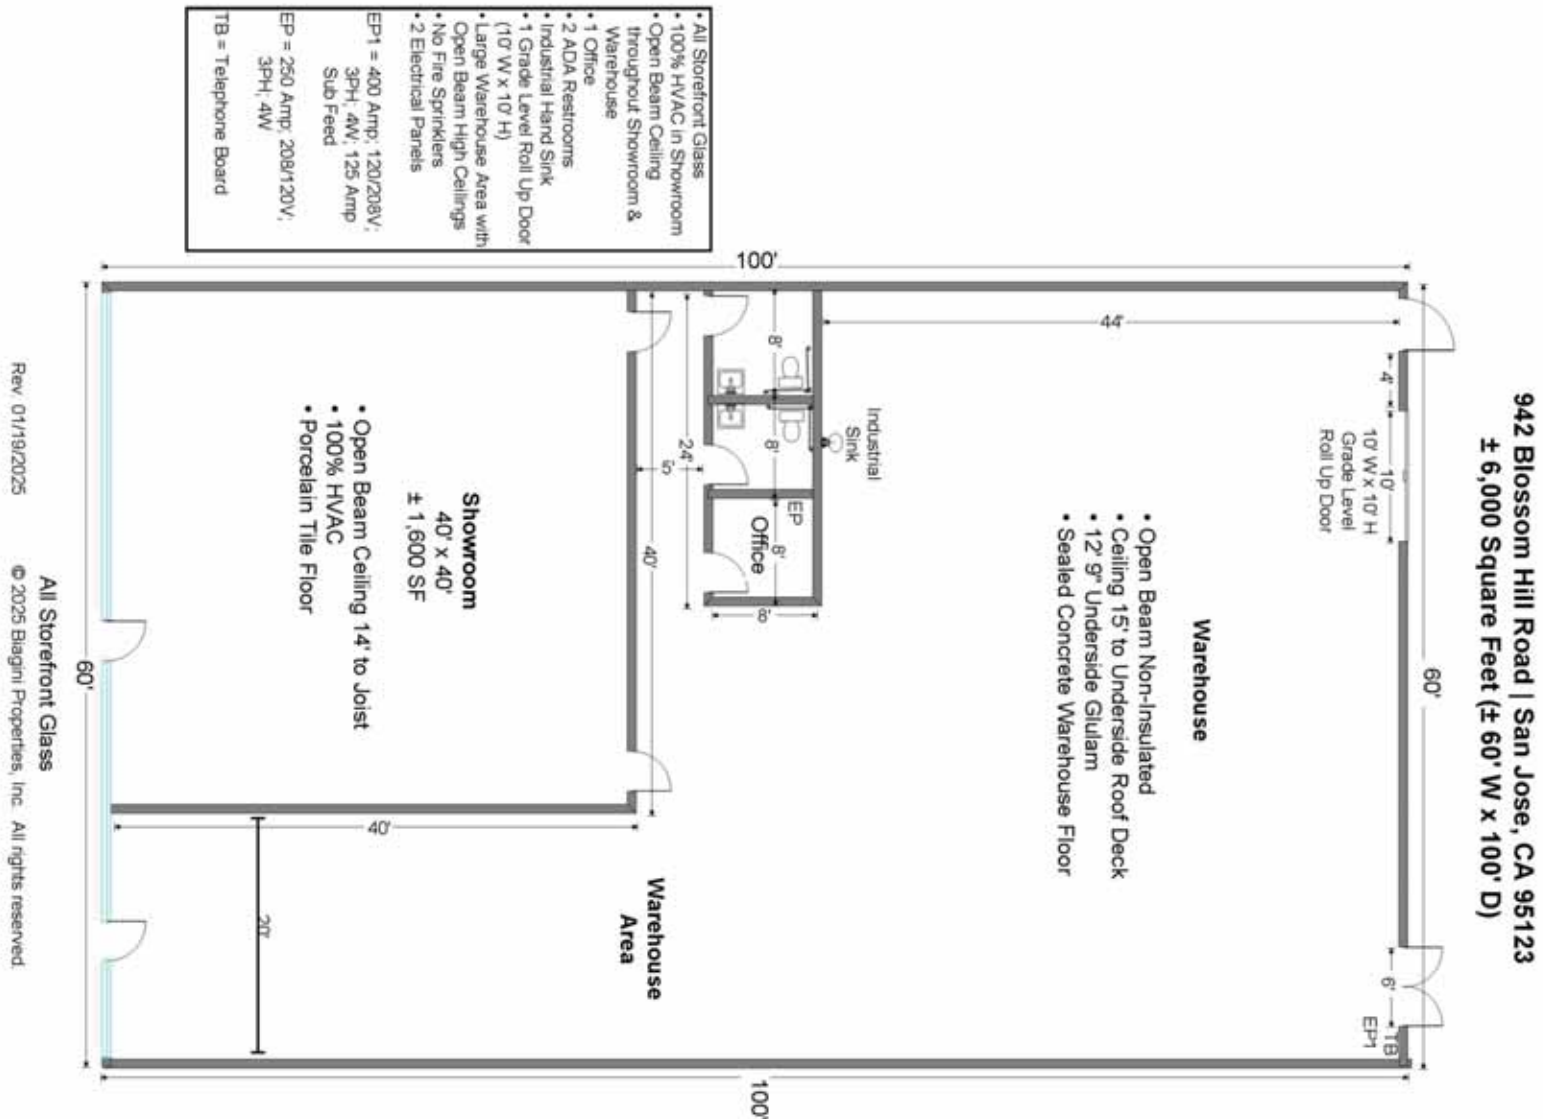 942 Blossom Hill Road | San Jose, CA 95123
± 6,000 Square Feet (± 60' W x 100' D)
60'
4'
10'
10' W x 10' H
Grade Level
Roll Up Door
6'
TB
EP1
100'
100'
44'
Warehouse
• Open Beam Non-Insulated
• Ceiling 15' to Underside Roof Deck
• 12' 9" Underside Glulam
• Sealed Concrete Warehouse Floor
Industrial
Sink
8'
8'
8'
EP
Office
8'
24'
40'
Warehouse
Area
Showroom
40' x 40'
± 1,600 SF
• Open Beam Ceiling 14' to Joist
• 100% HVAC
• Porcelain Tile Floor
40'
20'
60'
All Storefront Glass
• All Storefront Glass
• 100% HVAC in Showroom
• Open Beam Ceiling
throughout Showroom &
Warehouse
• 1 Office
• 2 ADA Restrooms
• Industrial Hand Sink
• 1 Grade Level Roll Up Door
(10' W x 10' H)
• Large Warehouse Area with
Open Beam High Ceilings
• No Fire Sprinklers
• 2 Electrical Panels
EP1 = 400 Amp; 120/208V;
3PH; 4W; 125 Amp
Sub Feed
EP = 250 Amp; 208/120V;
3PH; 4W
TB = Telephone Board
Rev. 01/19/2025
© 2025 Biagini Properties, Inc. All rights reserved.